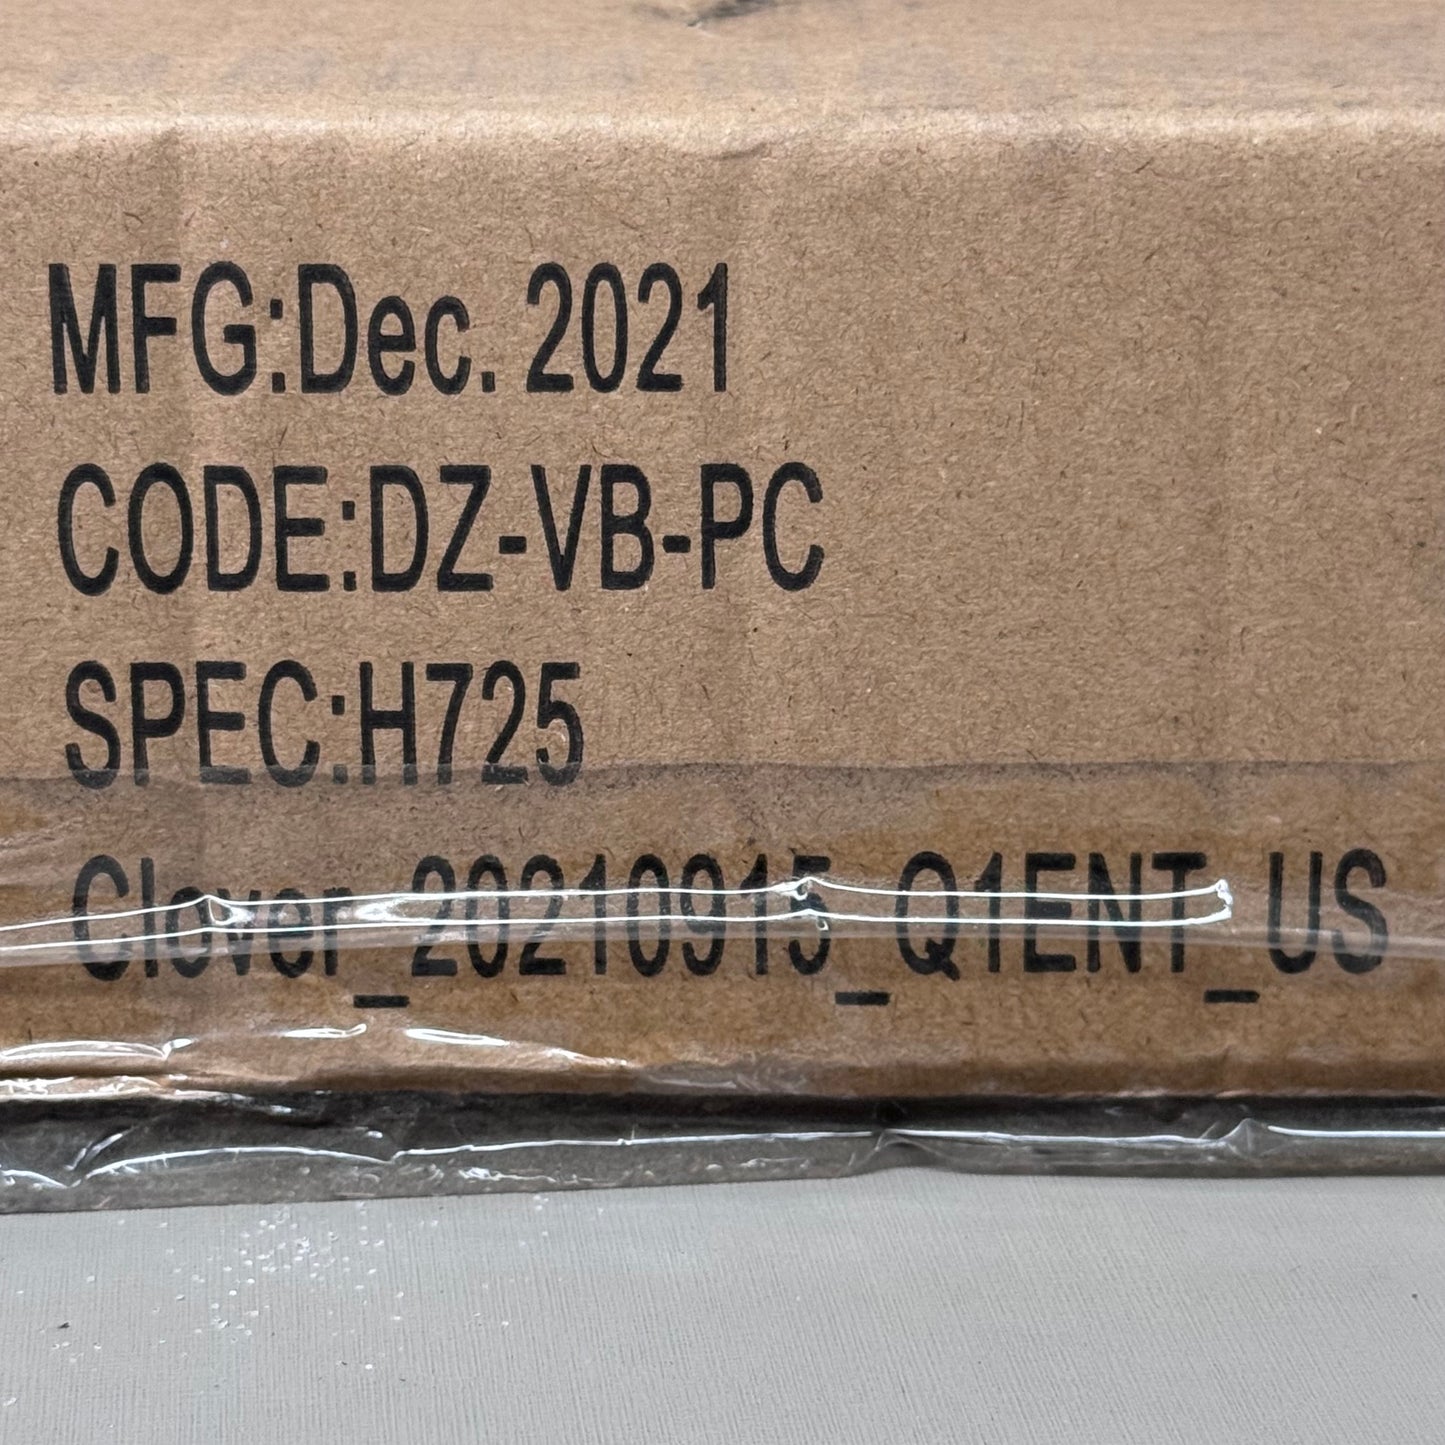 MFG:Dec. 2021
CODE:DZ-VB-PC
SPEC:H725
Clover_20210915_Q1ENT_US